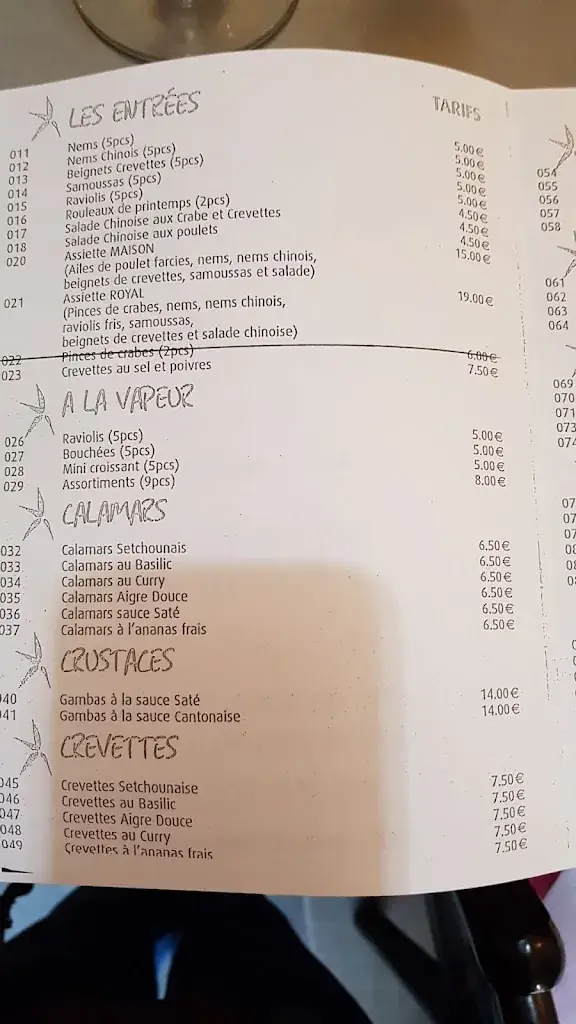 LES ENTRÉES TARIFS
011 Nems (5pcs) 5.00€
012 Nems Chinois (5pcs) 5.00€
013 Beignets Crevettes (5pcs) 5.00€
014 Samoussas (5pcs) 5.00€
015 Raviolis (5pcs) 5.00€
016 Rouleaux de printemps (2pcs) 4.50€
017 Salade Chinoise aux Crabe et Crevettes 4.50€
018 Salade Chinoise aux poulets 4.50€
020 Assiette MAISON 15.00€
(Ailes de poulet farcies, nems, nems chinois,
beignets de crevettes, samoussas et salade)
021 Assiette ROYAL 19.00€
(Pinces de crabes, nems, nems chinois,
raviolis fris, samoussas,
beignets de crevettes et salade chinoise)
022 Pinces de crabes (2pcs) 6.00€
023 Crevettes au sel et poivres 7.50€
A LA VAPEUR
026 Raviolis (5pcs) 5.00€
027 Bouchées (5pcs) 5.00€
028 Mini croissant (5pcs) 5.00€
029 Assortiments (9pcs) 8.00€
CALAMARS
032 Calamars Setchounais 6.50€
033 Calamars au Basilic 6.50€
034 Calamars au Curry 6.50€
035 Calamars Aigre Douce 6.50€
036 Calamars sauce Saté 6.50€
037 Calamars à l'ananas frais 6.50€
CRUSTACES
040 Gambas à la sauce Saté 14.00€
041 Gambas à la sauce Cantonaise 14.00€
CREVETTES
045 Crevettes Setchounaise 7.50€
046 Crevettes au Basilic 7.50€
047 Crevettes Aigre Douce 7.50€
048 Crevettes au Curry 7.50€
049 Crevettes à l'ananas frais 7.50€
054
055
056
057
058
061
062
063
064
069
070
071
073
074